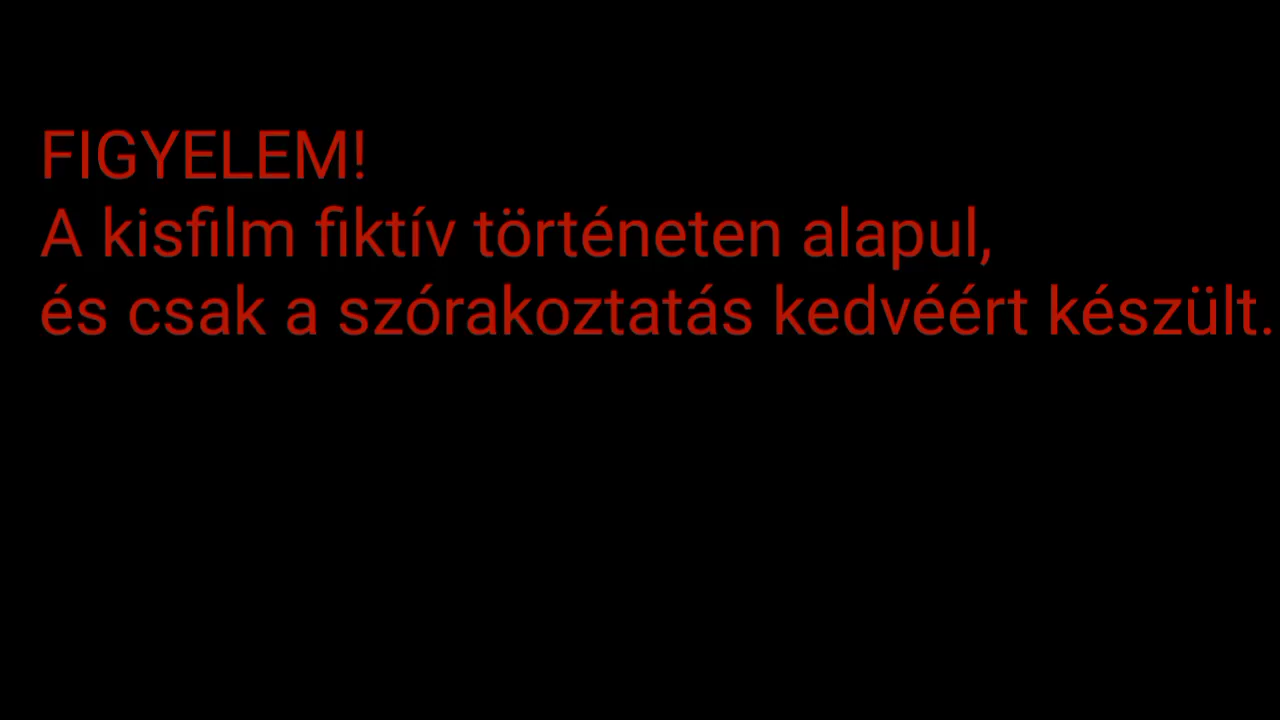 FIGYELEM!
A kisfilm fiktív történeten alapul,
és csak a szórakoztatás kedvéért készült.